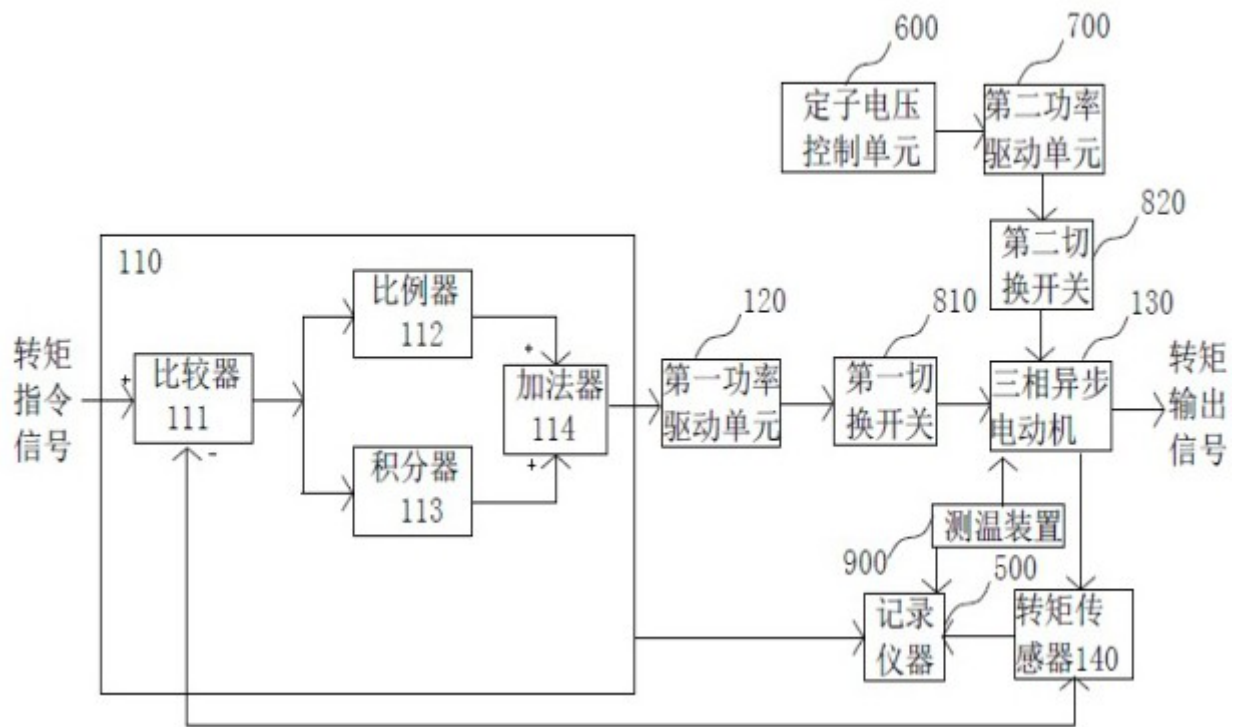 600
700
定子电压
控制单元
第二功率
驱动单元
820
第二切
换开关
110
比例器
112
120
810
130
转矩
指令
信号
+
比较器
111
-
+
加法器
114
+
第一功率
驱动单元
第一切
换开关
三相异步
电动机
转矩
输出
信号
积分器
113
测温装置
900
500
记录
仪器
转矩传
感器140